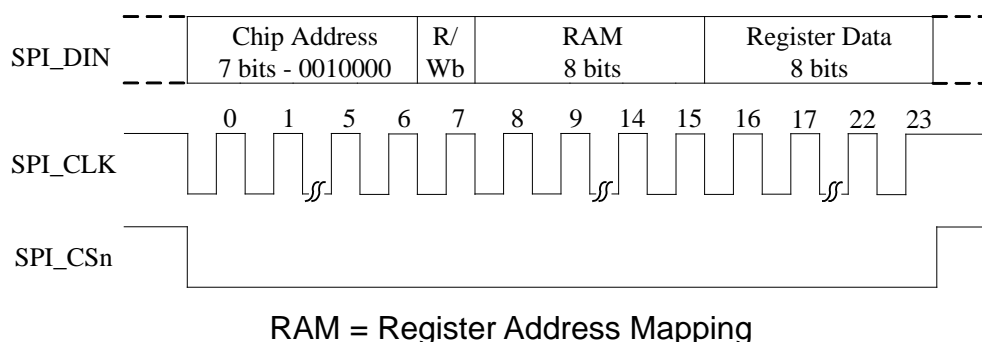 Chip Address
7 bits - 0010000
R/
Wb
RAM
8 bits
Register Data
8 bits
SPI_DIN
0 1 5 6 7 8 9 14 15 16 17 22 23
SPI_CLK
SPI_CSn
RAM = Register Address Mapping